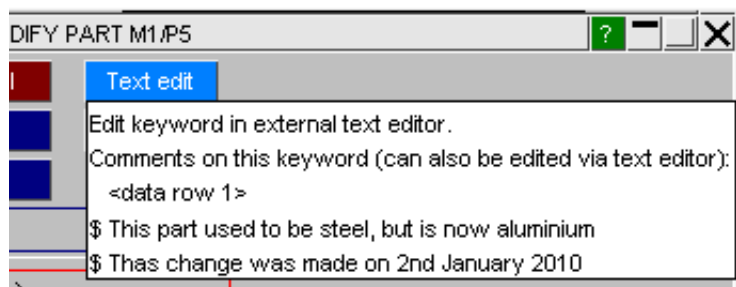 DIFY PART M1/P5 ?
Text edit
Edit keyword in external text editor.
Comments on this keyword (can also be edited via text editor):
<data row 1>
$ This part used to be steel, but is now aluminium
$ Thas change was made on 2nd January 2010